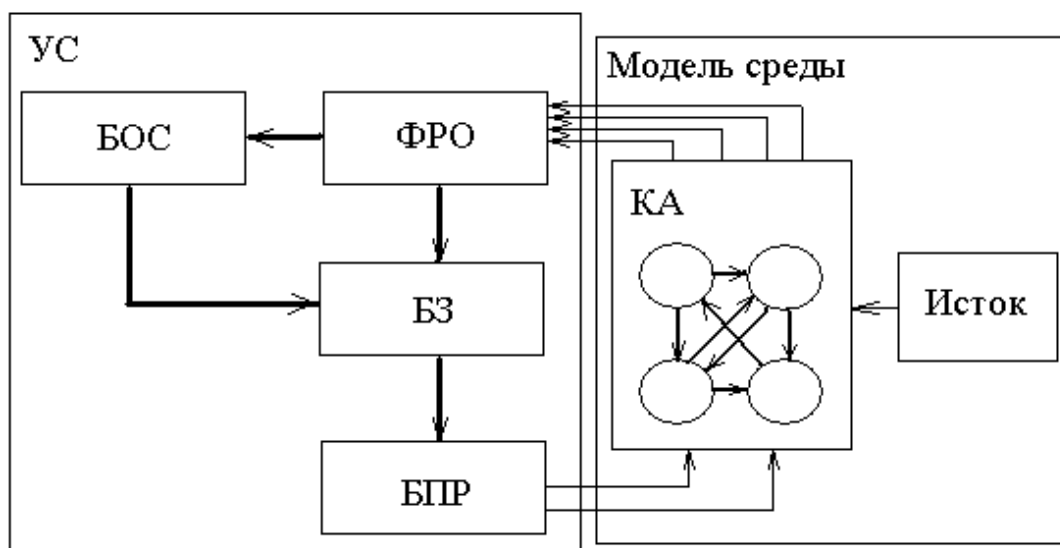 УС
Модель среды
БОС
ФРО
КА
БЗ
Исток
БПР